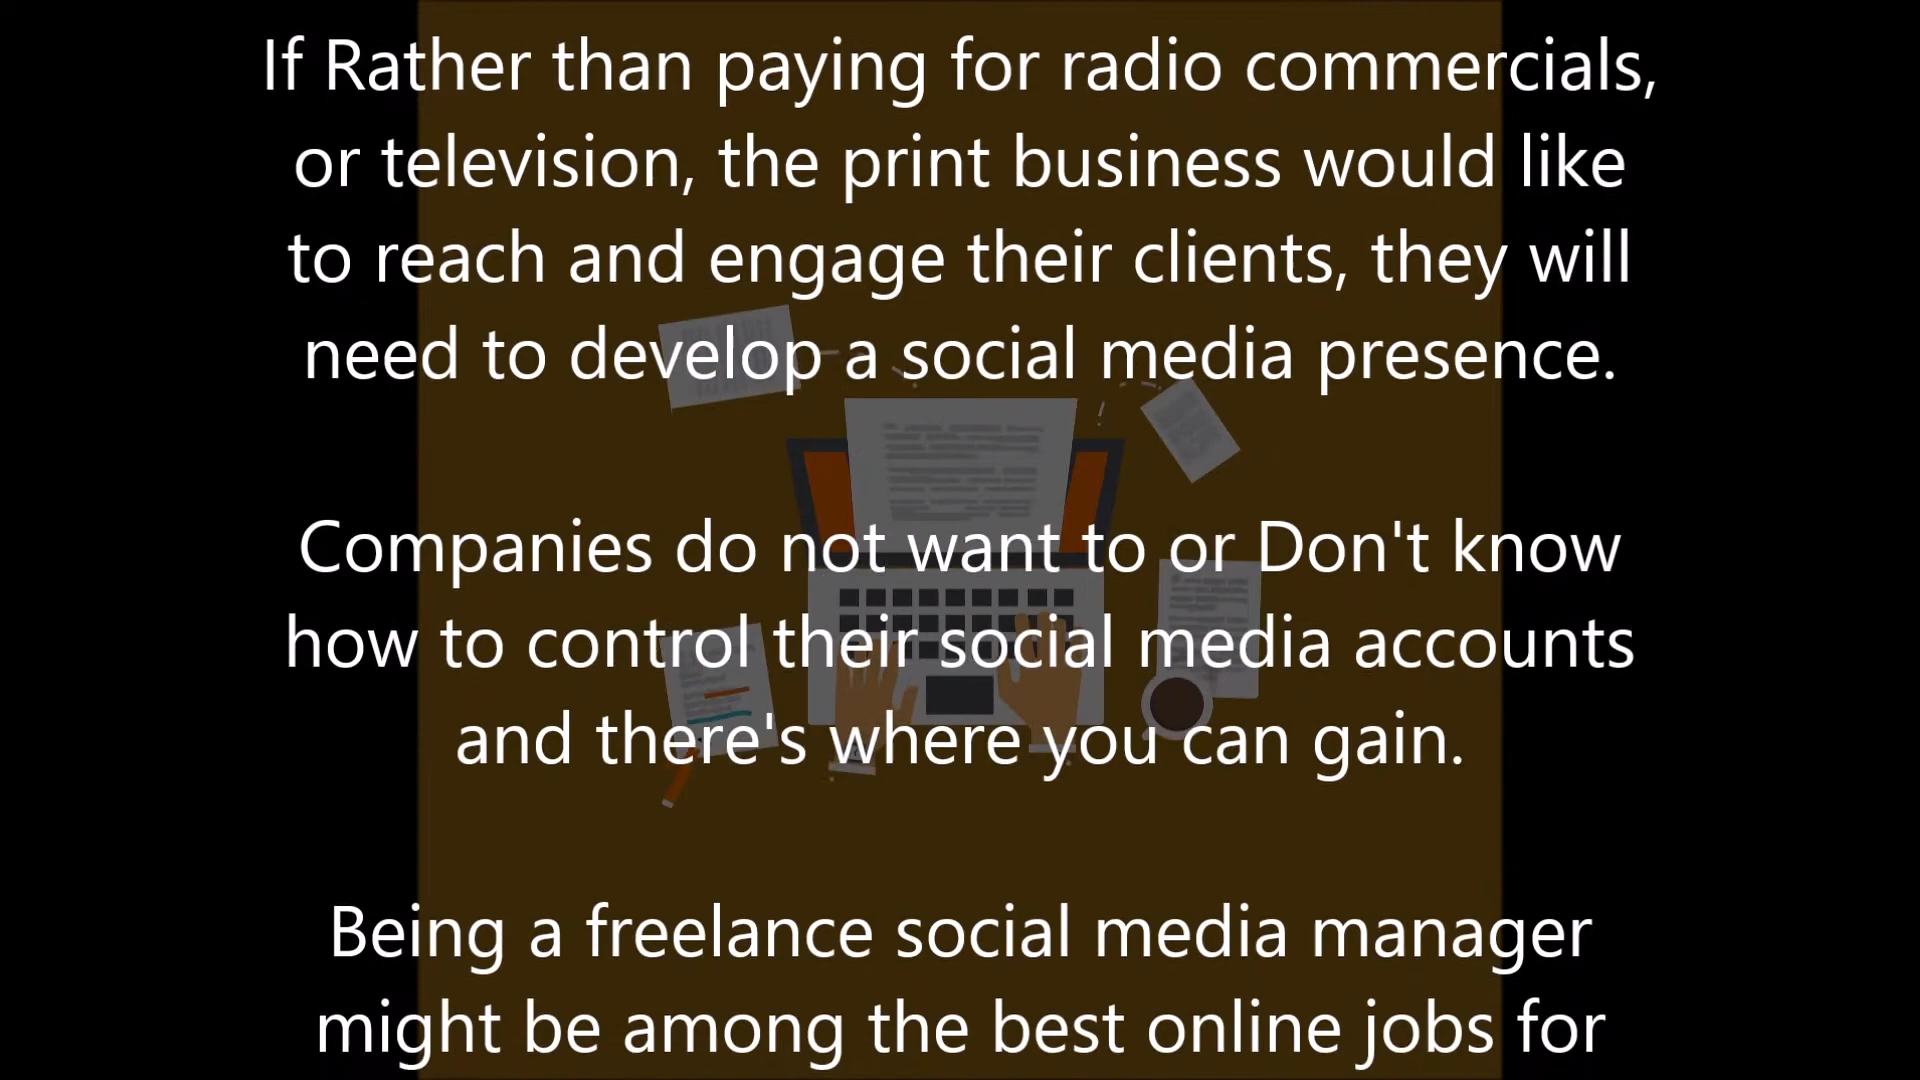 If Rather than paying for radio commercials,
or television, the print business would like
to reach and engage their clients, they will
need to develop a social media presence.
Companies do not want to or Don't know
how to control their social media accounts
and there's where you can gain.
Being a freelance social media manager
might be among the best online jobs for